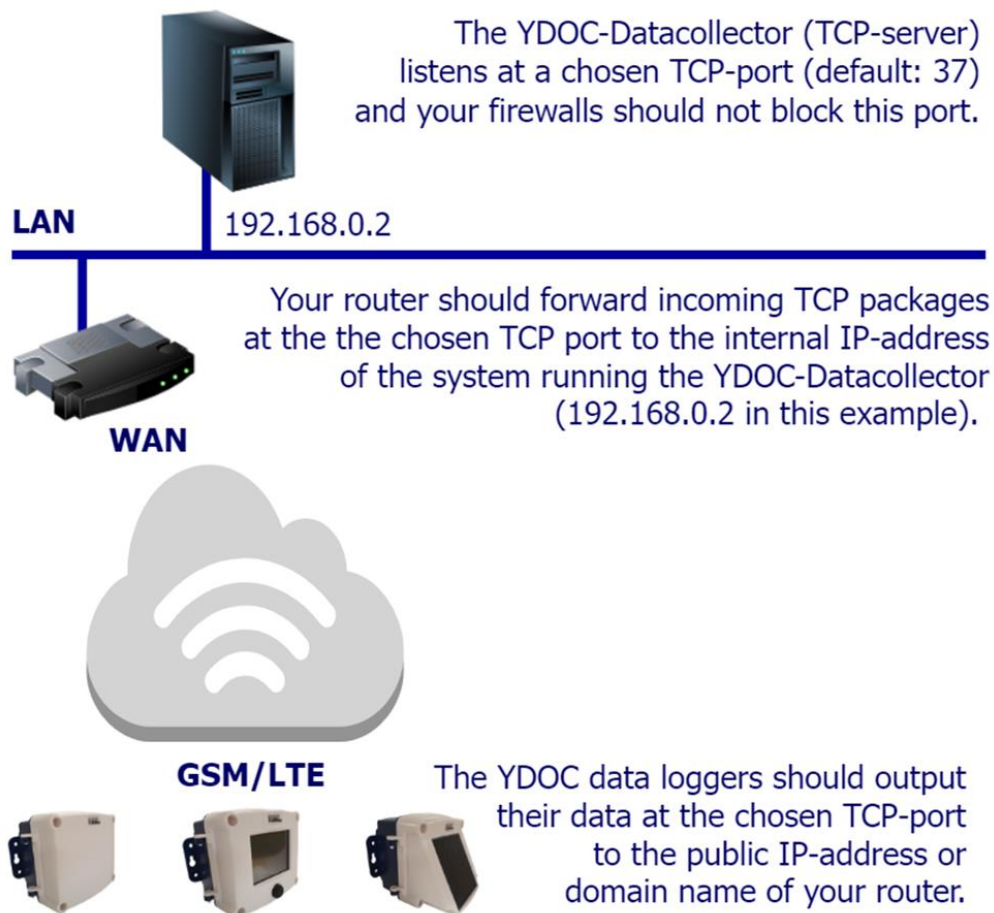 The YDOC-Datacollector (TCP-server)
listens at a chosen TCP-port (default: 37)
and your firewalls should not block this port.
LAN
192.168.0.2
Your router should forward incoming TCP packages
at the the chosen TCP port to the internal IP-address
of the system running the YDOC-Datacollector
(192.168.0.2 in this example).
WAN
GSM/LTE
The YDOC data loggers should output
their data at the chosen TCP-port
to the public IP-address or
domain name of your router.